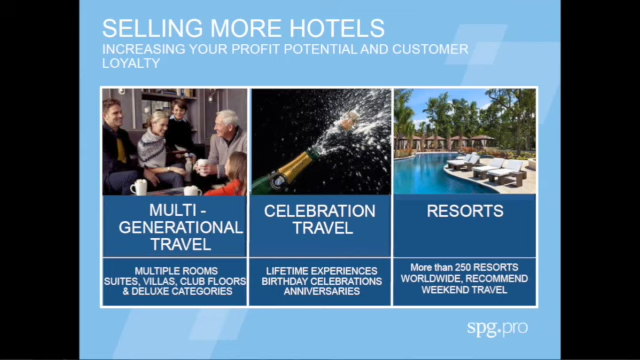 SELLING MORE HOTELS
INCREASING YOUR PROFIT POTENTIAL AND CUSTOMER
LOYALTY
MULTI -
GENERATIONAL
TRAVEL
CELEBRATION
TRAVEL
RESORTS
MULTIPLE ROOMS
SUITES, VILLAS, CLUB FLOORS
& DELUXE CATEGORIES
LIFETIME EXPERIENCES
BIRTHDAY CELEBRATIONS
ANNIVERSARIES
More than 250 RESORTS
WORLDWIDE, RECOMMEND
WEEKEND TRAVEL
spg.pro